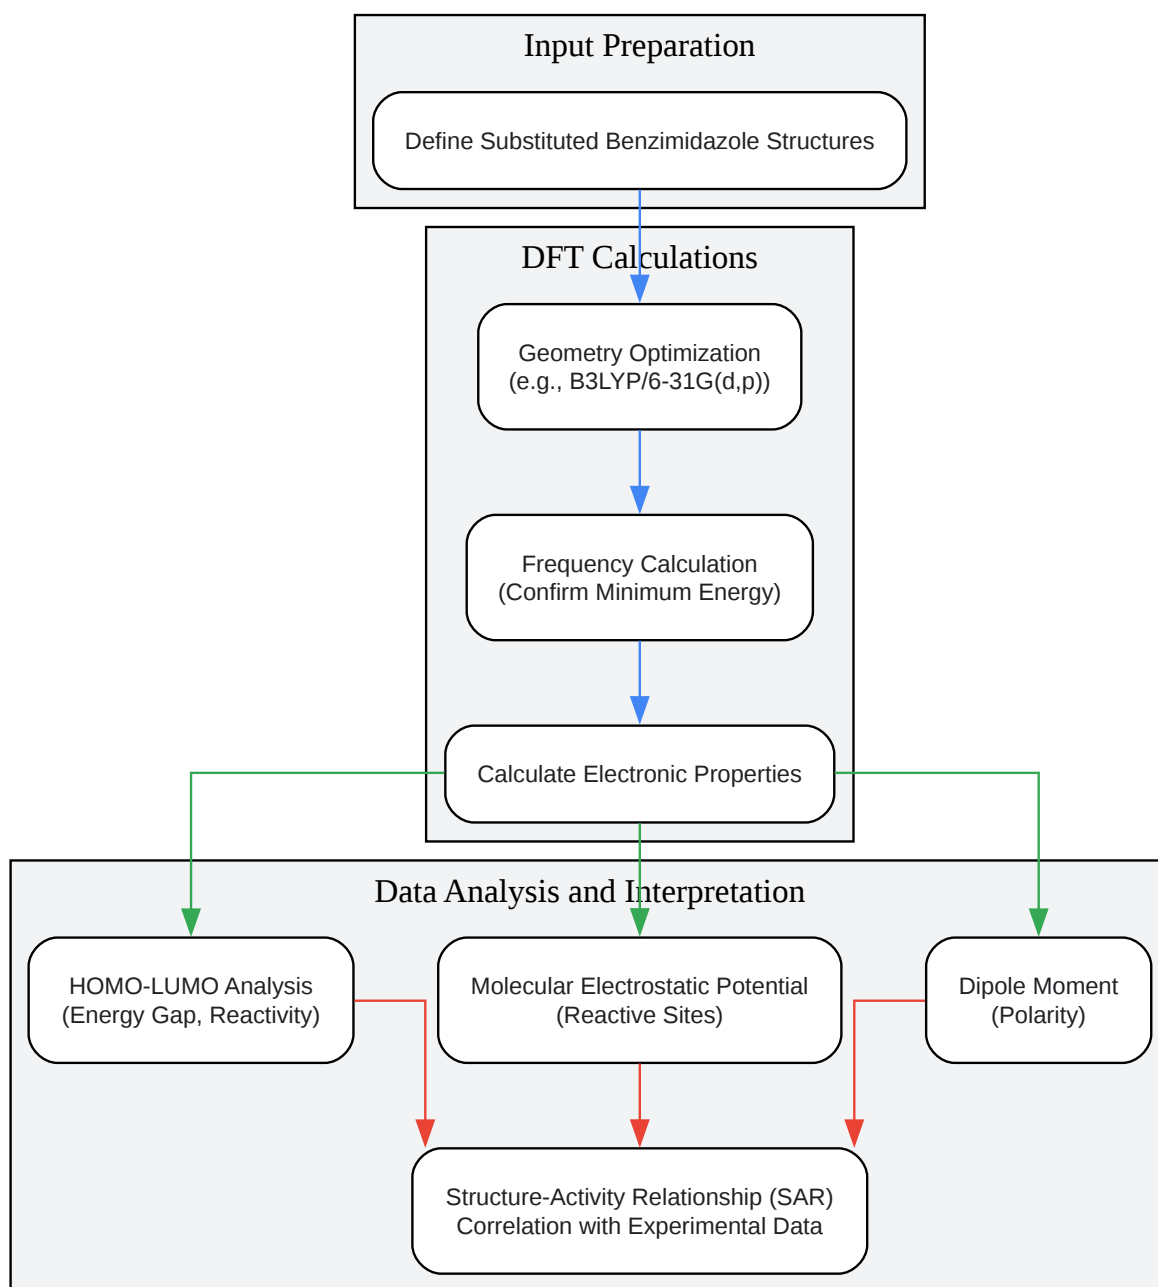 Input Preparation
Define Substituted Benzimidazole Structures
DFT Calculations
Geometry Optimization
(e.g., B3LYP/6-31G(d,p))
Frequency Calculation
(Confirm Minimum Energy)
Calculate Electronic Properties
Data Analysis and Interpretation
HOMO-LUMO Analysis
(Energy Gap, Reactivity)
Molecular Electrostatic Potential
(Reactive Sites)
Dipole Moment
(Polarity)
Structure-Activity Relationship (SAR)
Correlation with Experimental Data